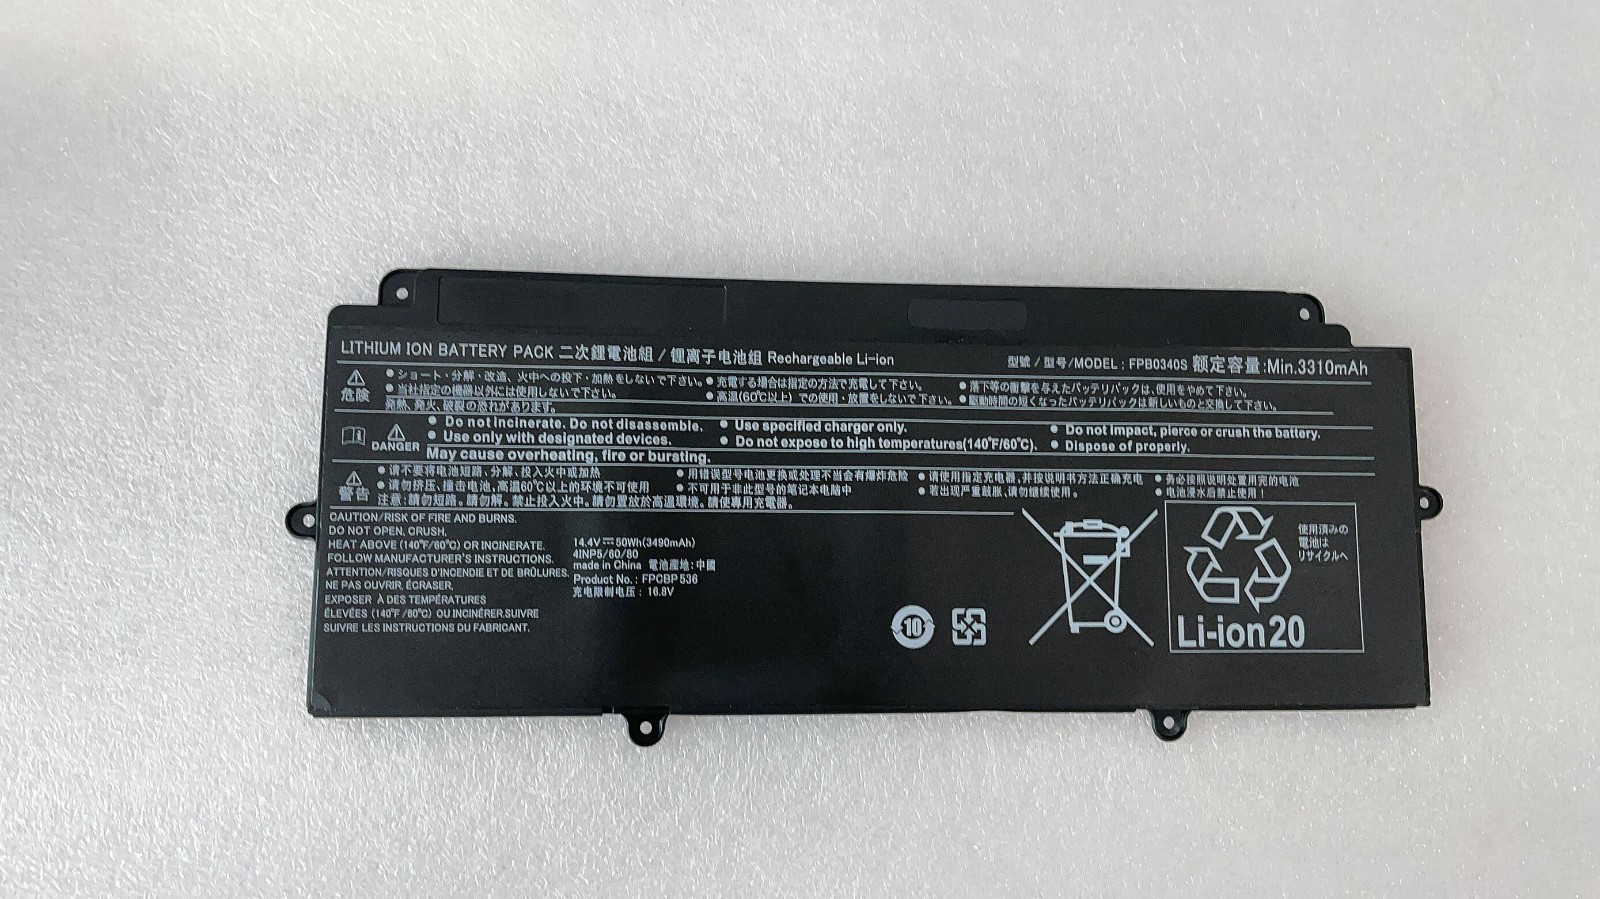 LITHIUM ION BATTERY PACK 二次鋰電池組 / 锂离子电池组 Rechargeable Li-ion
型號 / 型号/MODEL : FPB0340S 额定容量:Min.3310mAh
危険
● ショート・分解・改造、火中への投下・加熱をしないで下さい。 ● 充電する場合は指定の方法で充電して下さい。 ● 落下等の衝撃を与えたバッテリパックは、使用をやめて下さい。
● 当社指定の機器以外には使用しないで下さい。 ● 高温(60℃以上) での使用・放置をしないで下さい。 ● 駆動時間の短くなったバッテリパックは新しいものと交換して下さい。
発熱、発火、破裂の恐れがあります。
DANGER
● Do not incinerate. Do not disassemble. ● Use specified charger only. ● Do not impact, pierce or crush the battery.
● Use only with designated devices. ● Do not expose to high temperatures(140°F/60°C). ● Dispose of properly.
May cause overheating, fire or bursting.
警告
● 请不要将电池短路、分解、投入火中或加热 ● 用错误型号电池更换或处理不当会有爆炸危险 ● 请使用指定充电器,并按说明书方法正确充电 ● 务必按照说明处置用完的电池
● 请勿挤压、撞击电池,高温60℃以上的环境不可使用 ● 不可用于非此型号的笔记本电脑中 ● 若出现严重鼓胀,请勿继续使用。 ● 电池浸水后禁止使用！
注意: 請勿短路。請勿解。禁止投入火中。請勿置放於高溫環境。請使專用充電器。
CAUTION/RISK OF FIRE AND BURNS.
DO NOT OPEN, CRUSH,
HEAT ABOVE (140°F/60°C) OR INCINERATE.
FOLLOW MANUFACTURER'S INSTRUCTIONS.
ATTENTION/RISQUES D'INCENDIE ET DE BRÛLURES.
NE PAS OUVRIR, ÉCRASER,
EXPOSER À DES TEMPÉRATURES
ÉLEVÉES (140°F /60°C) OU INCINÉRER.SUIVRE
SUIVRE LES INSTRUCTIONS DU FABRICANT.
14.4V⎓50Wh(3490mAh)
4INP5/60/80
made in China 電池產地: 中國
Product No. : FPCBP536
充电限制电压 : 16.8V
10
使用済みの
電池は
リサイクルへ
Li-ion20